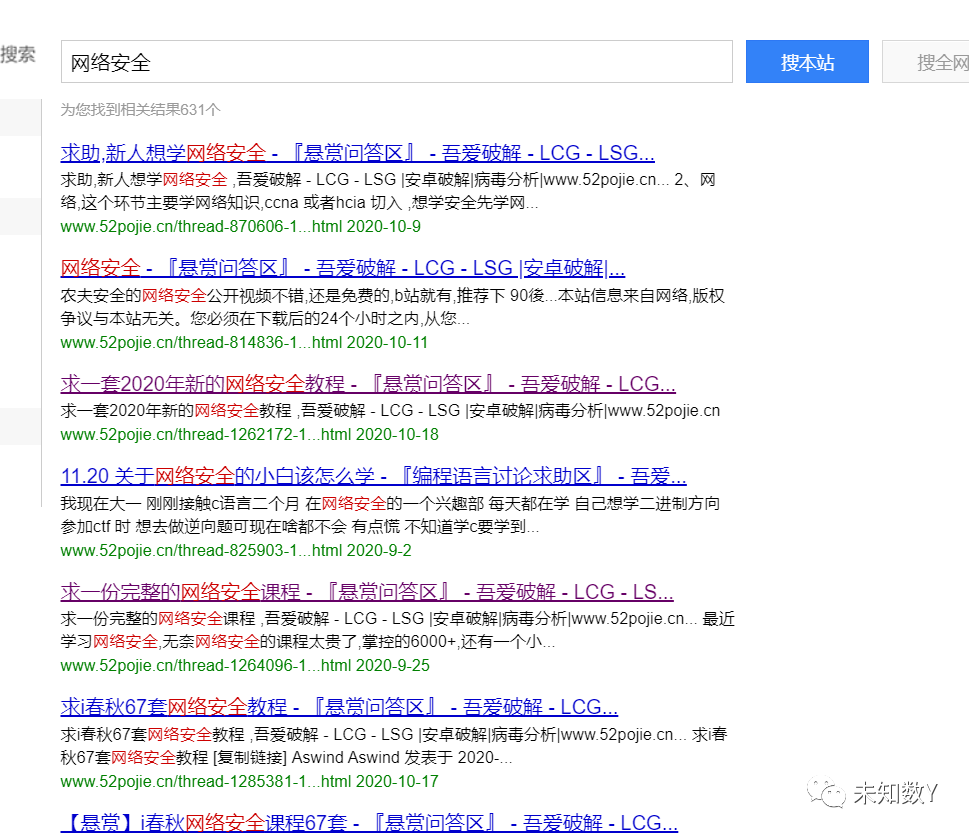 搜索
网络安全
搜本站
搜全网
为您找到相关结果631个
求助,新人想学网络安全 - 『悬赏问答区』 - 吾爱破解 - LCG - LSG...
求助,新人想学网络安全 ,吾爱破解 - LCG - LSG |安卓破解|病毒分析|www.52pojie.cn... 2、网
络,这个环节主要学网络知识,ccna 或者hcia 切入 ,想学安全先学网...
www.52pojie.cn/thread-870606-1...html 2020-10-9
网络安全 - 『悬赏问答区』 - 吾爱破解 - LCG - LSG |安卓破解|...
农夫安全的网络安全公开视频不错,还是免费的,b站就有,推荐下 90後...本站信息来自网络,版权
争议与本站无关。您必须在下载后的24个小时之内,从您...
www.52pojie.cn/thread-814836-1...html 2020-10-11
求一套2020年新的网络安全教程 - 『悬赏问答区』 - 吾爱破解 - LCG...
求一套2020年新的网络安全教程 ,吾爱破解 - LCG - LSG |安卓破解|病毒分析|www.52pojie.cn
www.52pojie.cn/thread-1262172-1...html 2020-10-18
11.20 关于网络安全的小白该怎么学 - 『编程语言讨论求助区』 - 吾爱...
我现在大一 刚刚接触c语言二个月 在网络安全的一个兴趣部 每天都在学 自己想学二进制方向
参加ctf 时 想去做逆向题可现在啥都不会 有点慌 不知道学c要学到...
www.52pojie.cn/thread-825903-1...html 2020-9-2
求一份完整的网络安全课程 - 『悬赏问答区』 - 吾爱破解 - LCG - LS...
求一份完整的网络安全课程 ,吾爱破解 - LCG - LSG |安卓破解|病毒分析|www.52pojie.cn... 最近
学习网络安全,无奈网络安全的课程太贵了,掌控的6000+,还有一个小...
www.52pojie.cn/thread-1264096-1...html 2020-9-25
求i春秋67套网络安全教程 - 『悬赏问答区』 - 吾爱破解 - LCG...
求i春秋67套网络安全教程 ,吾爱破解 - LCG - LSG |安卓破解|病毒分析|www.52pojie.cn... 求i春
秋67套网络安全教程 [复制链接] Aswind Aswind 发表于 2020-...
www.52pojie.cn/thread-1285381-1...html 2020-10-17
未知数Y
【悬赏】i春秋网络安全课程67套 - 『悬赏问答区』 - 吾爱破解 - LCG...